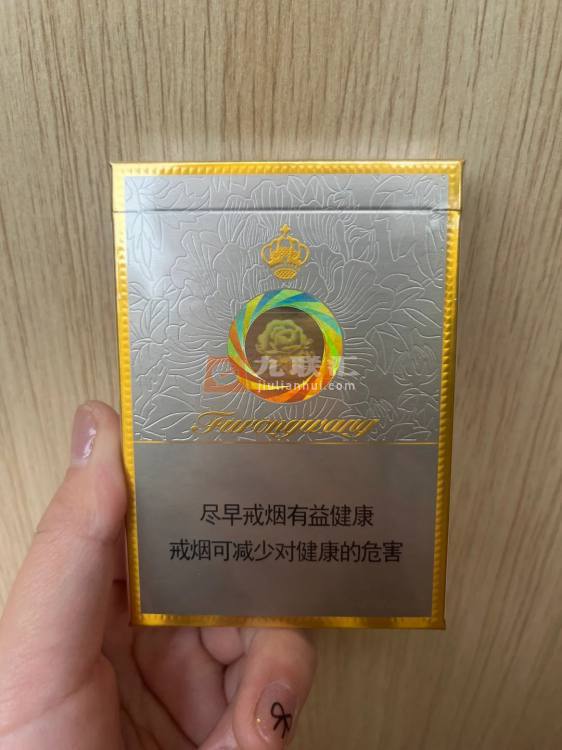 九联汇
jiulianhui.com
Furongwang
尽早戒烟有益健康
戒烟可减少对健康的危害